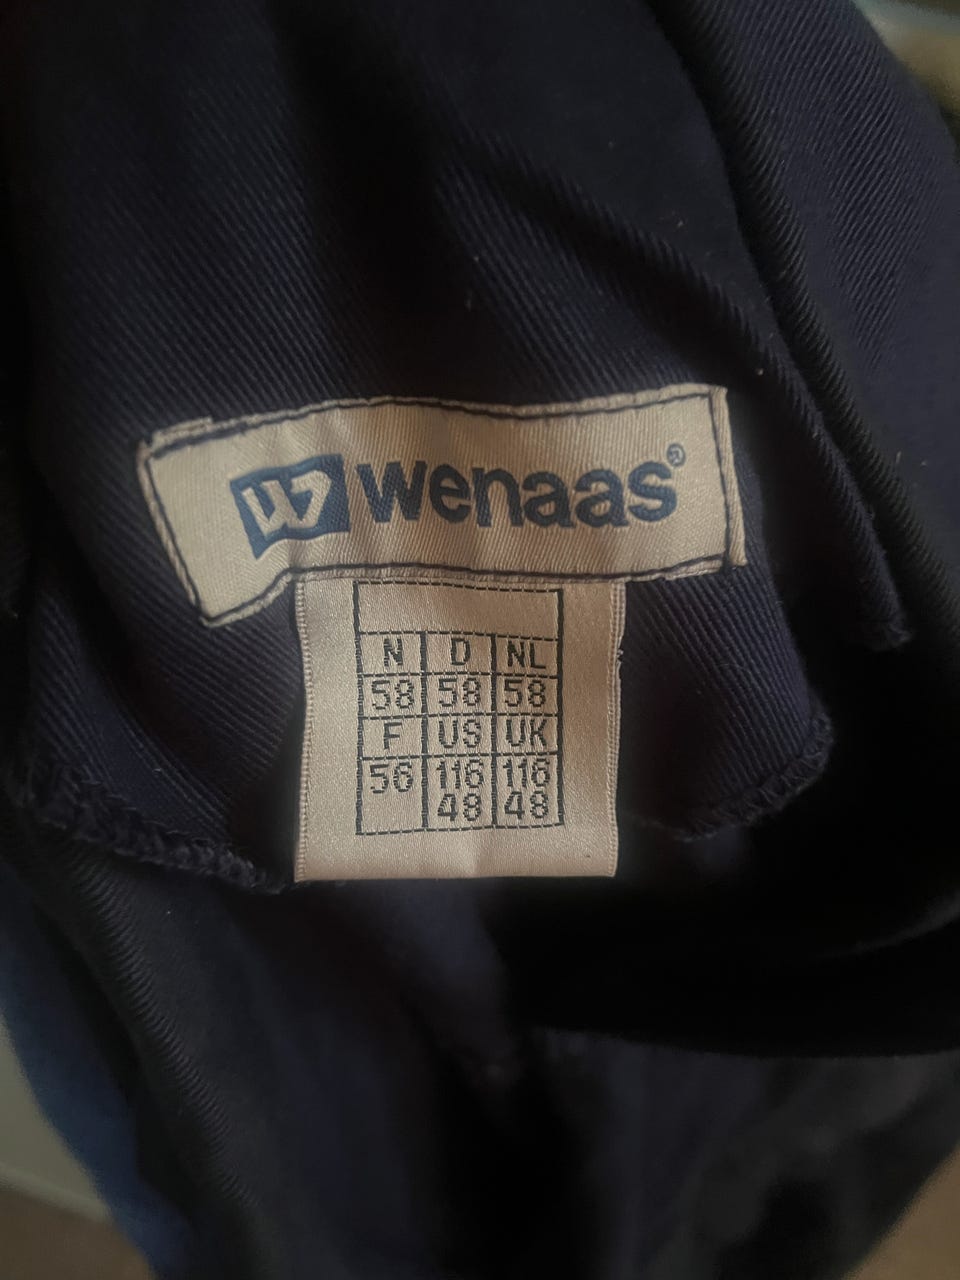 W wenaas®
N D NL
58 58 58
F US UK
56 116 116
48 48